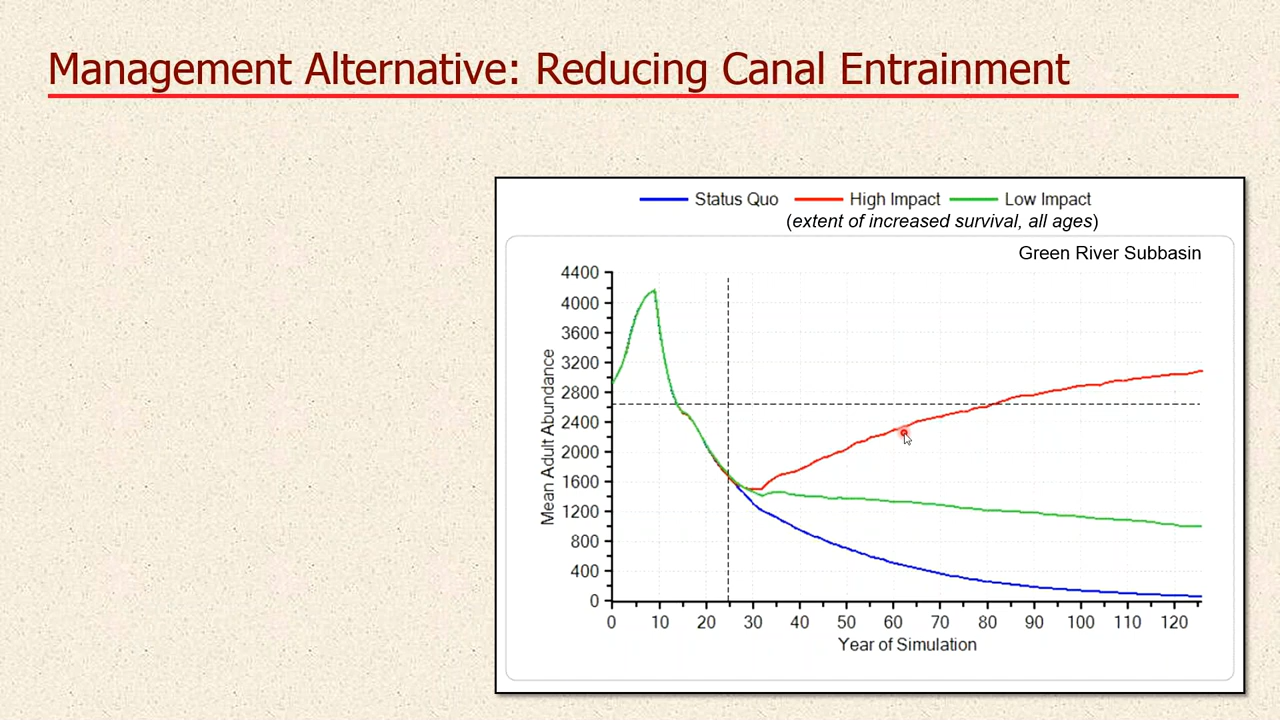 Management Alternative: Reducing Canal Entrainment
Status Quo High Impact Low Impact
(extent of increased survival, all ages)
Green River Subbasin
4400
4000
3600
3200
2800
2400
2000
1600
1200
800
400
0
Mean Adult Abundance
0 10 20 30 40 50 60 70 80 90 100 110 120
Year of Simulation